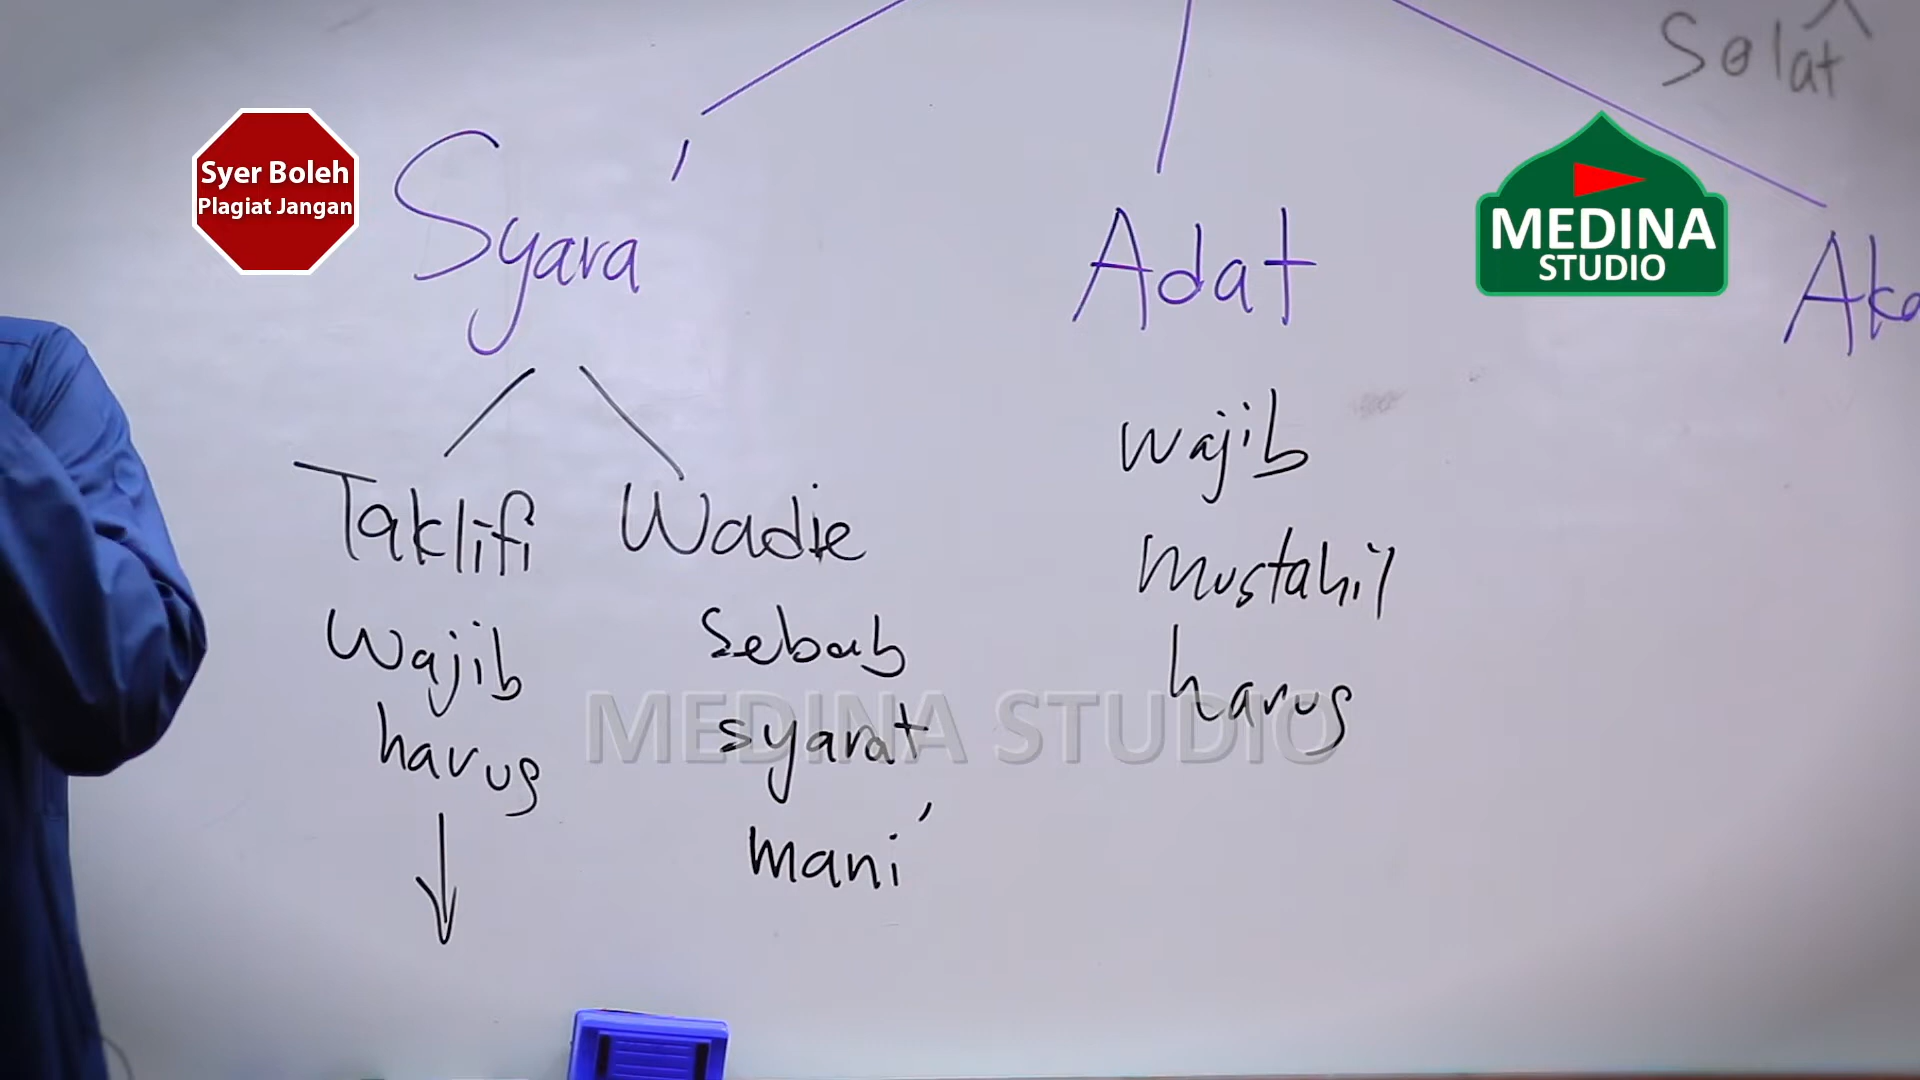 Solat
Syer Boleh
Plagiat Jangan
Syara'
Adat
MEDINA
STUDIO
Taklifi
Wajib
harus
Wadie
sebab
syarat
mani'
wajib
mustahil
harus
MEDINA STUDIO